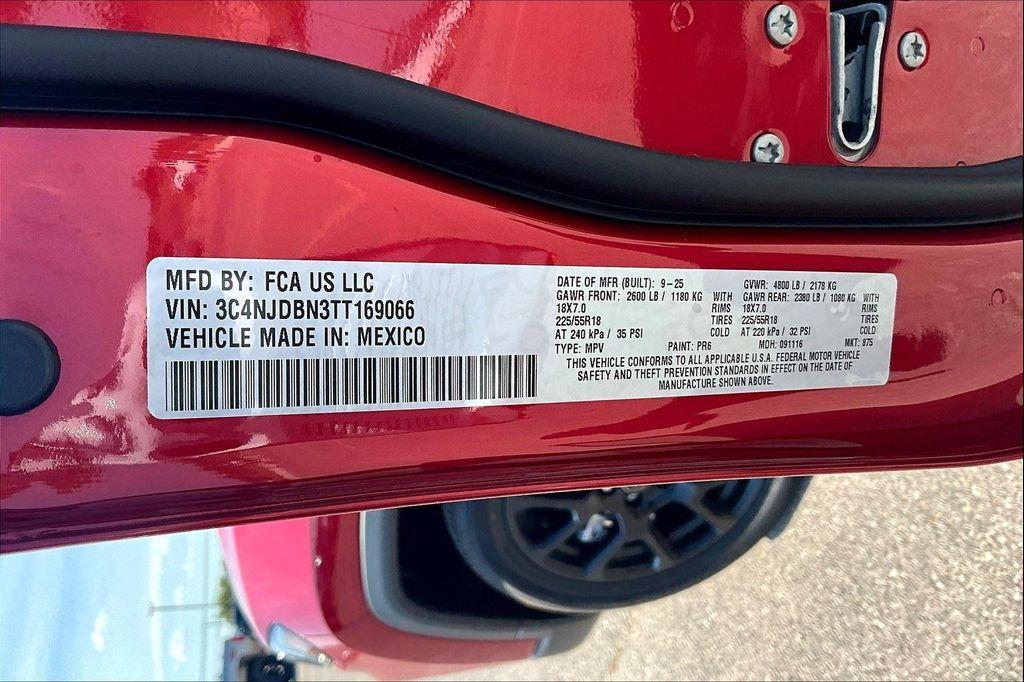 MFD BY: FCA US LLC
VIN: 3C4NJDBN3TT169066
VEHICLE MADE IN: MEXICO
DATE OF MFR (BUILT): 9-25 GVWR: 4800 LB / 2178 KG
GAWR FRONT: 2600 LB / 1180 KG WITH GAWR REAR: 2380 LB / 1080 KG WITH
18X7.0 RIMS 18X7.0 RIMS
225/55R18 TIRES 225/55R18 TIRES
AT 240 kPa / 35 PSI COLD AT 220 kPa / 32 PSI COLD
TYPE: MPV PAINT: PR6 MDH: 091116 MKT: 875
THIS VEHICLE CONFORMS TO ALL APPLICABLE U.S.A. FEDERAL MOTOR VEHICLE
SAFETY AND THEFT PREVENTION STANDARDS IN EFFECT ON THE DATE OF
MANUFACTURE SHOWN ABOVE.